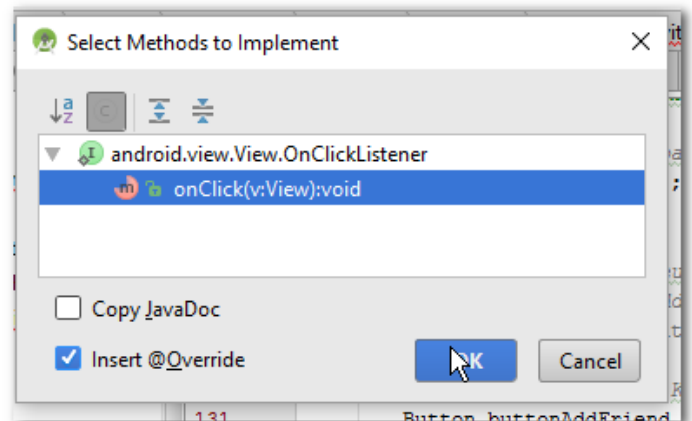 Select Methods to Implement
android.view.View.OnClickListener
onClick(v:View):void
Copy JavaDoc
Insert @Override
OK Cancel
131 Button buttonAddFriend